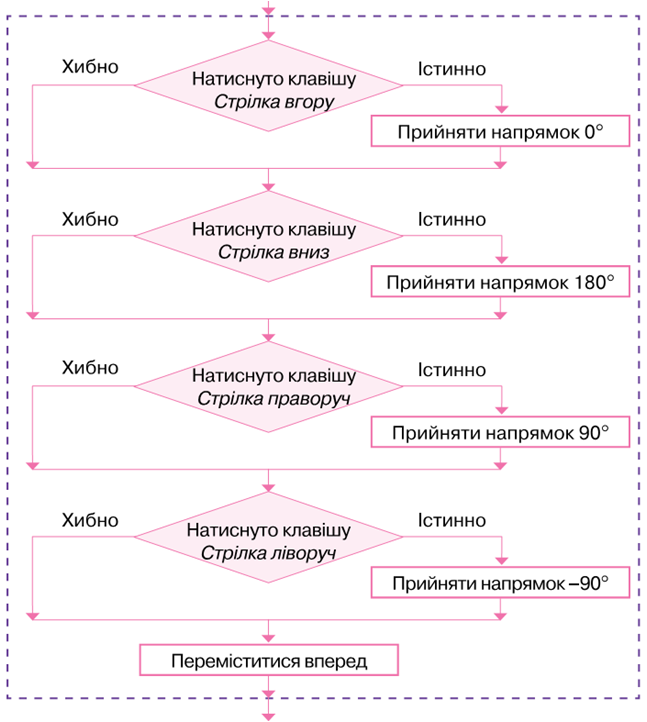 Хибно
Натиснуто клавішу
Стрілка вгору
Істинно
Прийняти напрямок 0°
Хибно
Натиснуто клавішу
Стрілка вниз
Істинно
Прийняти напрямок 180°
Хибно
Натиснуто клавішу
Стрілка праворуч
Істинно
Прийняти напрямок 90°
Хибно
Натиснуто клавішу
Стрілка ліворуч
Істинно
Прийняти напрямок –90°
Переміститися вперед